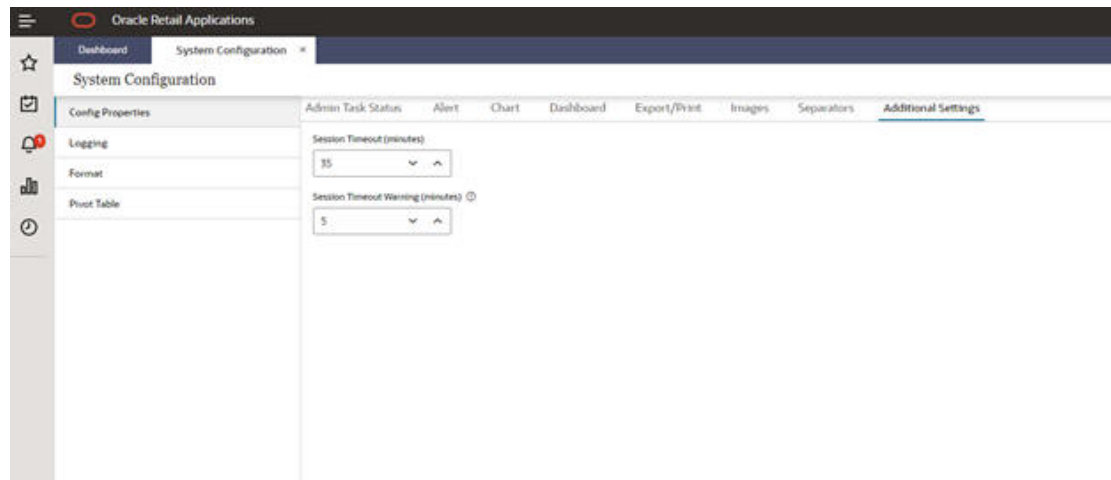 Oracle Retail Applications
Dashboard System Configuration ×
System Configuration
Config Properties
Logging
Format
Pivot Table
Admin Task Status Alert Chart Dashboard Export/Print Images Separators Additional Settings
Session Timeout (minutes)
35
Session Timeout Warning (minutes)
5